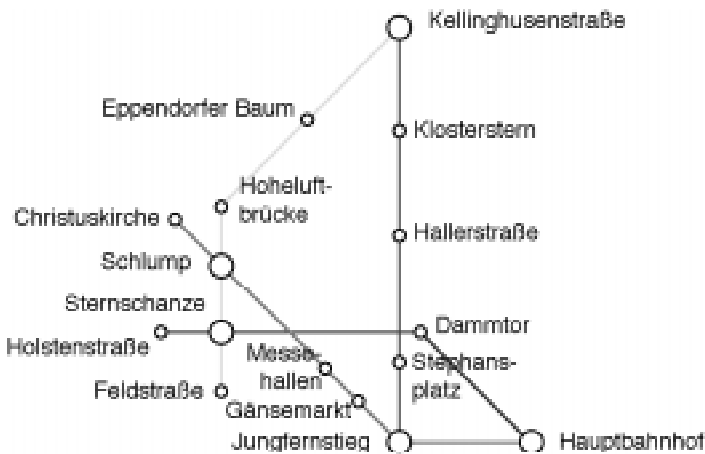 Kellinghusenstraße
Eppendorfer Baum
Klosterstern
Hoheluft-
brücke
Christuskirche
Hallerstraße
Schlump
Sternschanze
Dammtor
Holstenstraße
Messe-
hallen
Stephans-
platz
Feldstraße
Gänsemarkt
Jungfernstieg
Hauptbahnhof